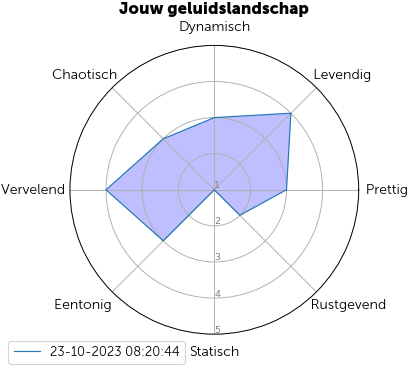 Jouw geluidslandschap
Dynamisch
Chaotisch
Levendig
Vervelend
Prettig
1
2
3
4
5
Eentonig
Rustgevend
23-10-2023 08:20:44
Statisch